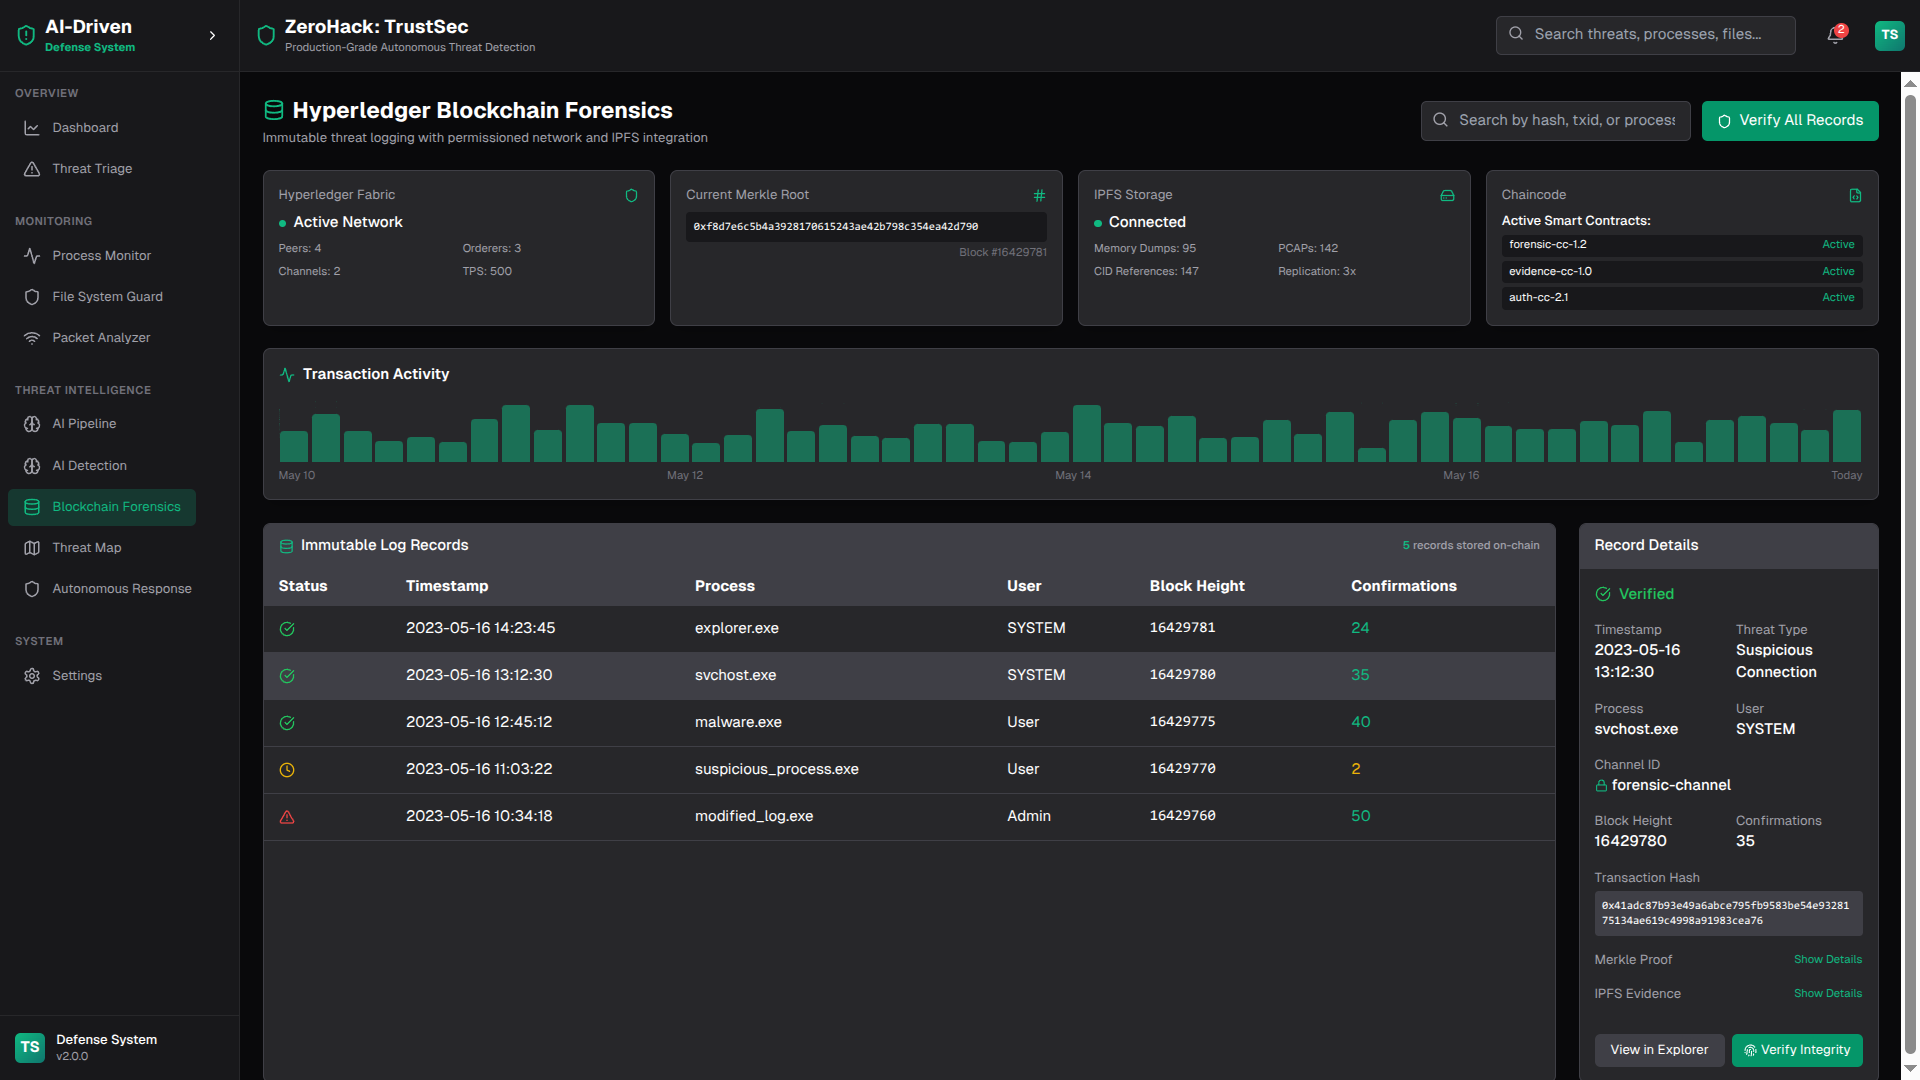 AI-Driven
Defense System
ZeroHack: TrustSec
Production-Grade Autonomous Threat Detection
Search threats, processes, files...
2
TS
OVERVIEW
Dashboard
Threat Triage
MONITORING
Process Monitor
File System Guard
Packet Analyzer
THREAT INTELLIGENCE
AI Pipeline
AI Detection
Blockchain Forensics
Threat Map
Autonomous Response
SYSTEM
Settings
TS
Defense System
v2.0.0
Hyperledger Blockchain Forensics
Immutable threat logging with permissioned network and IPFS integration
Search by hash, txid, or process
Verify All Records
Hyperledger Fabric
Active Network
Peers: 4 Orderers: 3
Channels: 2 TPS: 500
Current Merkle Root
0xf8d7e6c5b4a3928170615243ae42b798c354ea42d790
Block #16429781
IPFS Storage
Connected
Memory Dumps: 95 PCAPs: 142
CID References: 147 Replication: 3x
Chaincode
Active Smart Contracts:
forensic-cc-1.2 Active
evidence-cc-1.0 Active
auth-cc-2.1 Active
Transaction Activity
May 10 May 12 May 14 May 16 Today
Immutable Log Records
5 records stored on-chain
Status Timestamp Process User Block Height Confirmations
2023-05-16 14:23:45 explorer.exe SYSTEM 16429781 24
2023-05-16 13:12:30 svchost.exe SYSTEM 16429780 35
2023-05-16 12:45:12 malware.exe User 16429775 40
2023-05-16 11:03:22 suspicious_process.exe User 16429770 2
2023-05-16 10:34:18 modified_log.exe Admin 16429760 50
Record Details
Verified
Timestamp Threat Type
2023-05-16 Suspicious
13:12:30 Connection
Process User
svchost.exe SYSTEM
Channel ID
forensic-channel
Block Height Confirmations
16429780 35
Transaction Hash
0x41adc87b93e49a6abce795fb9583be54e93281
75134ae619c4998a91983cea76
Merkle Proof Show Details
IPFS Evidence Show Details
View in Explorer Verify Integrity